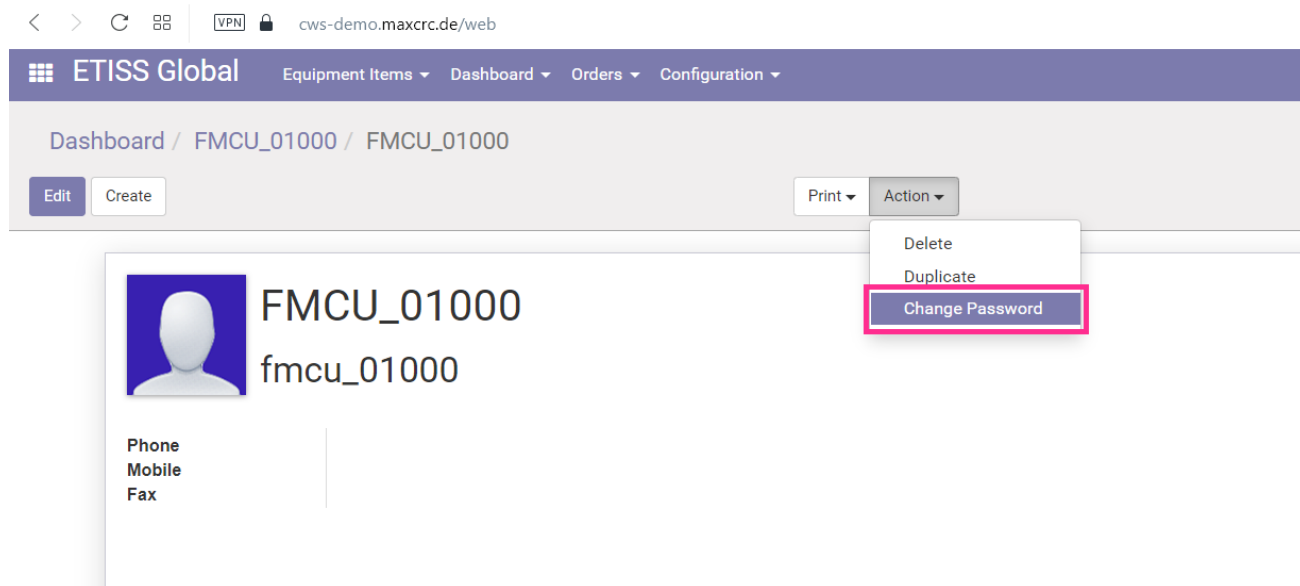 VPN cws-demo.maxcrc.de/web
ETISS Global Equipment Items Dashboard Orders Configuration
Dashboard / FMCU_01000 / FMCU_01000
Edit Create Print Action
Delete
Duplicate
Change Password
FMCU_01000
fmcu_01000
Phone
Mobile
Fax